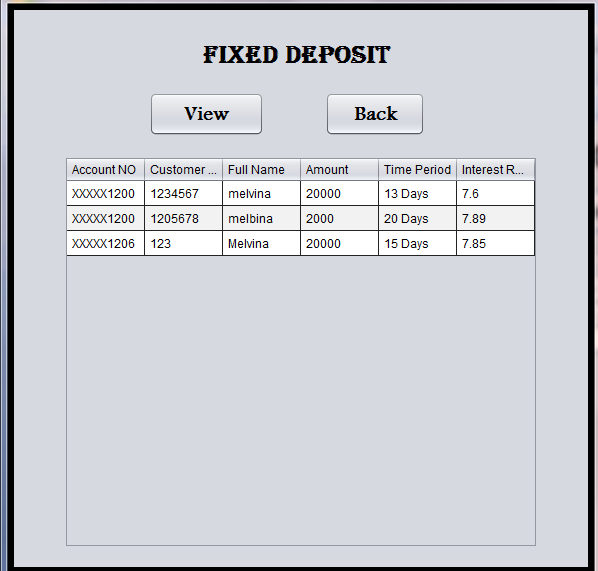 FIXED DEPOSIT
View Back
Account NO Customer ... Full Name Amount Time Period Interest R...
XXXXX1200 1234567 melvina 20000 13 Days 7.6
XXXXX1200 1205678 melbina 2000 20 Days 7.89
XXXXX1206 123 Melvina 20000 15 Days 7.85